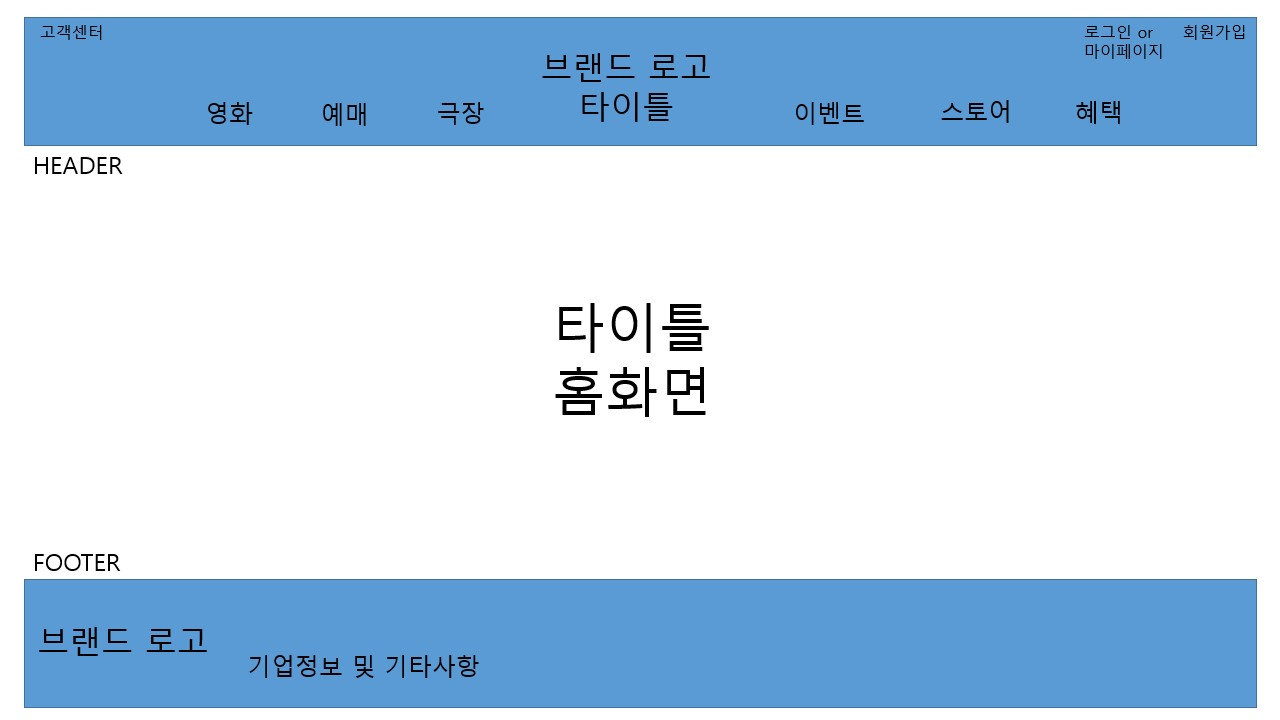 고객센터
로그인 or
마이페이지
회원가입
브랜드 로고
타이틀
영화
예매
극장
이벤트
스토어
혜택
HEADER
타이틀
홈화면
FOOTER
브랜드 로고
기업정보 및 기타사항